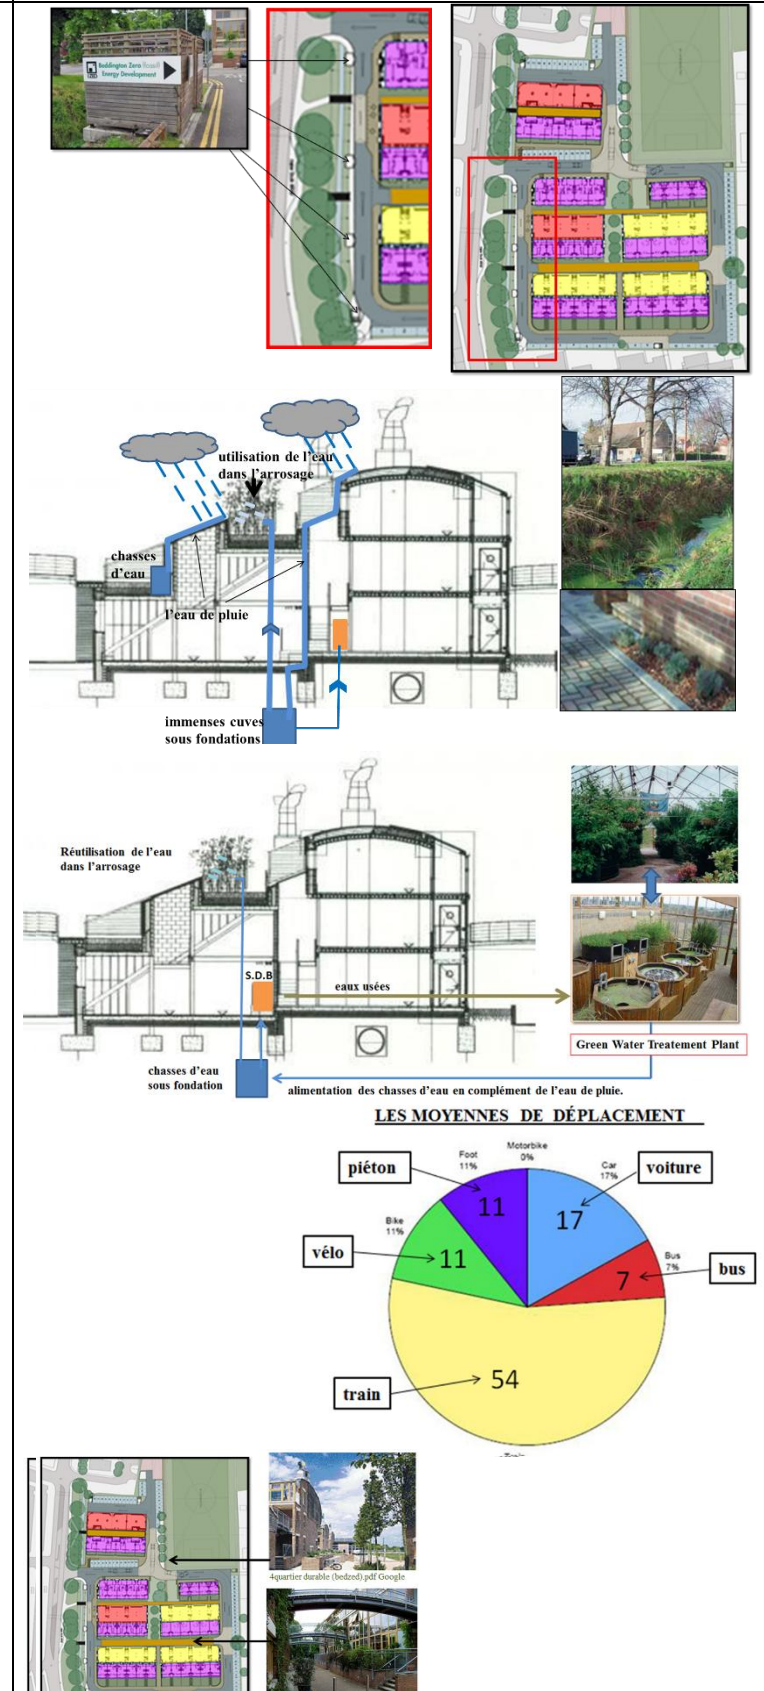 Beddington Zero Fossil
Energy Development
utilisation de l'eau
dans l'arrosage
chasses
d'eau
l'eau de pluie
immenses cuves
sous fondations
Réutilisation de l'eau
dans l'arrosage
S.D.B
eaux usées
Green Water Treatement Plant
chasses d'eau
sous fondation
alimentation des chasses d'eau en complément de l'eau de pluie.
LES MOYENNES DE DÉPLACEMENT
Motorbike
0%
Foot
11%
Car
17%
piéton
voiture
11
17
Bike
11%
vélo
11
7
Bus
7%
bus
54
train
4quartier durable (bedzed).pdf Google